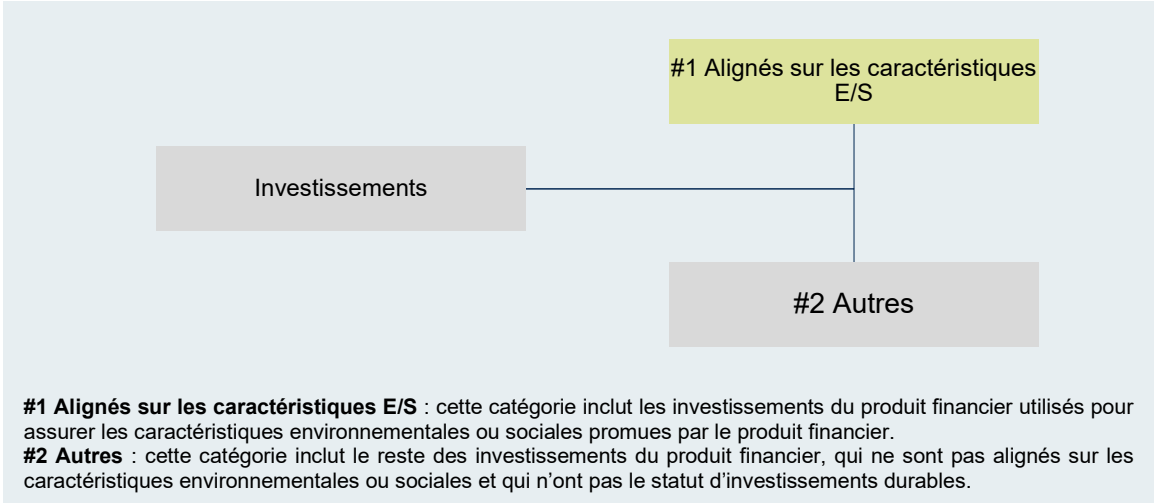 #1 Alignés sur les caractéristiques
E/S
Investissements
#2 Autres
#1 Alignés sur les caractéristiques E/S : cette catégorie inclut les investissements du produit financier utilisés pour
assurer les caractéristiques environnementales ou sociales promues par le produit financier.
#2 Autres : cette catégorie inclut le reste des investissements du produit financier, qui ne sont pas alignés sur les
caractéristiques environnementales ou sociales et qui n’ont pas le statut d’investissements durables.